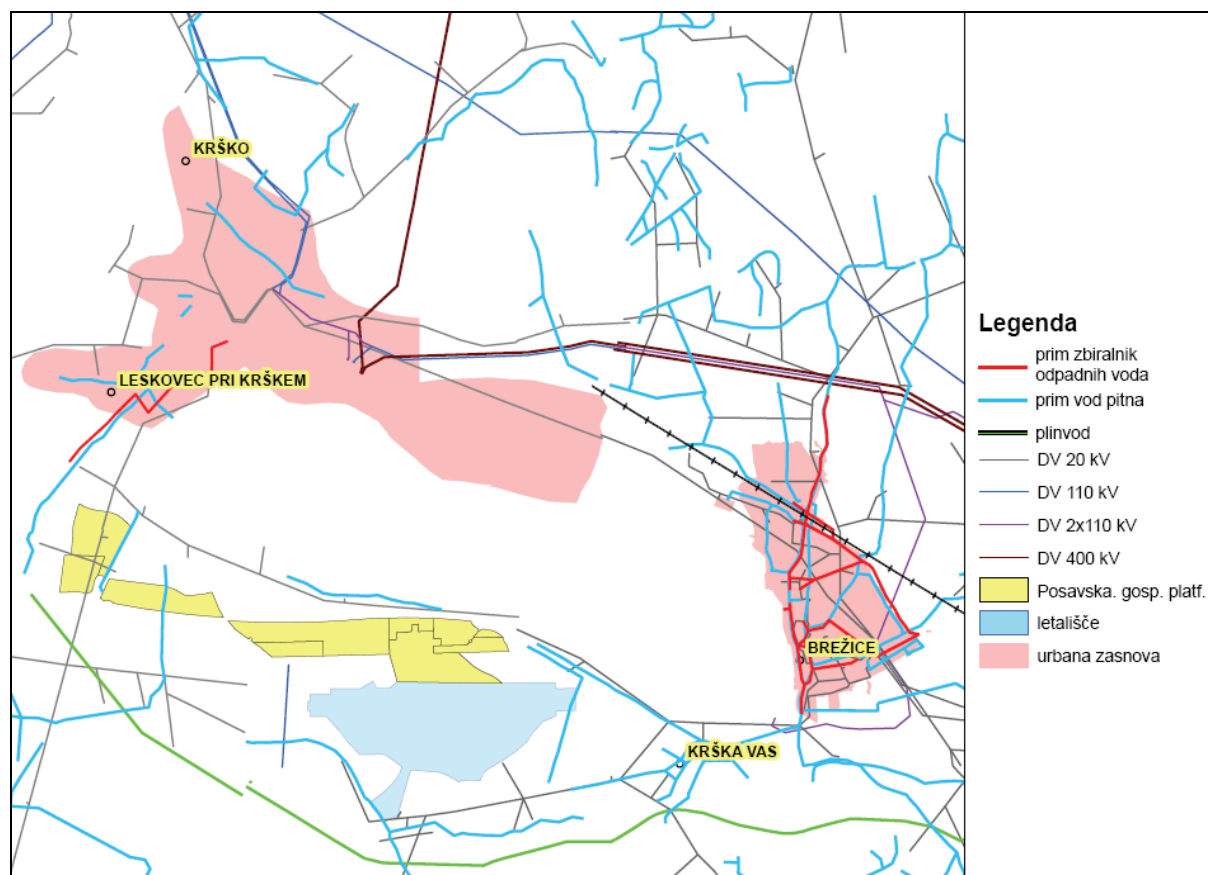 KRŠKO
LESKOVEC PRI KRŠKEM
BREŽICE
KRŠKA VAS
Legenda
prim zbiralnik
odpadnih voda
prim vod pitna
plinvod
DV 20 kV
DV 110 kV
DV 2x110 kV
DV 400 kV
Posavska. gosp. platf.
letališče
urbana zasnova